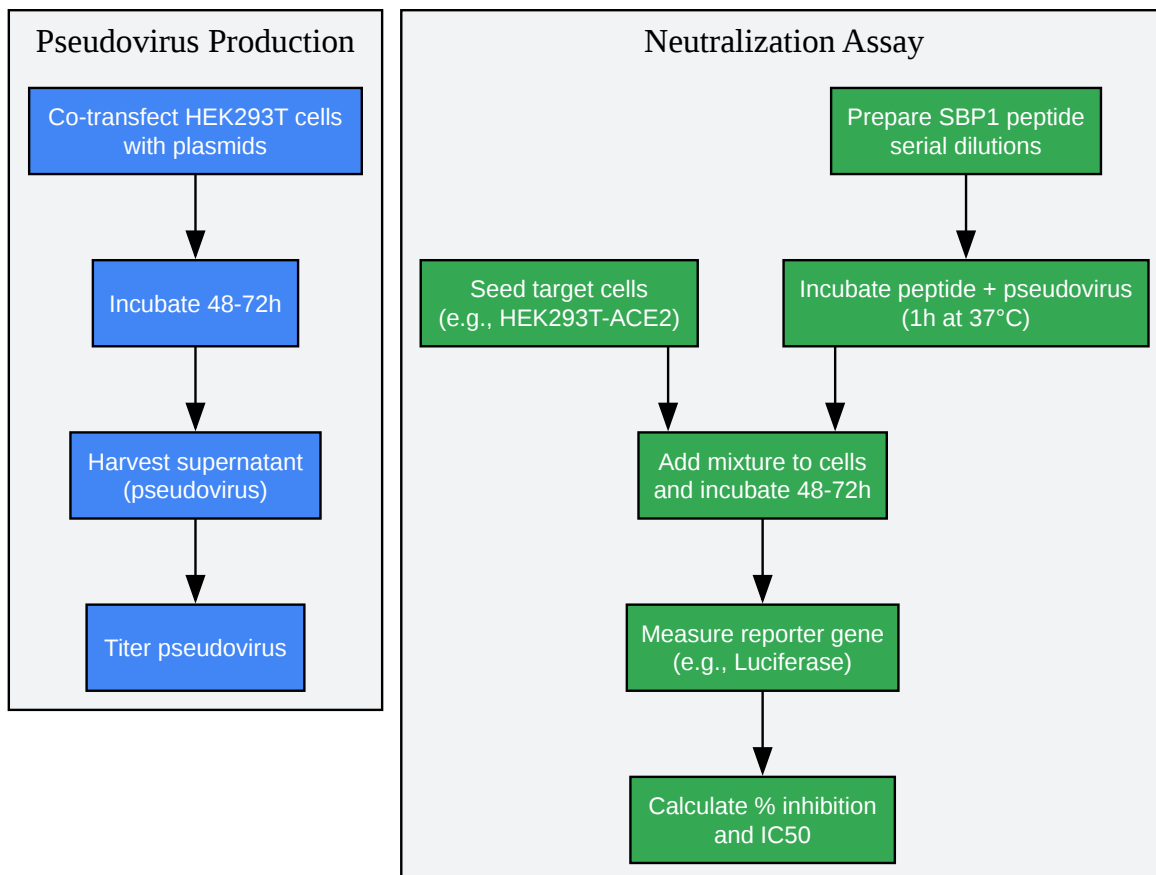 Pseudovirus Production
Co-transfect HEK293T cells
with plasmids
Incubate 48-72h
Harvest supernatant
(pseudovirus)
Titer pseudovirus
Neutralization Assay
Prepare SBP1 peptide
serial dilutions
Seed target cells
(e.g., HEK293T-ACE2)
Incubate peptide + pseudovirus
(1h at 37°C)
Add mixture to cells
and incubate 48-72h
Measure reporter gene
(e.g., Luciferase)
Calculate % inhibition
and IC50